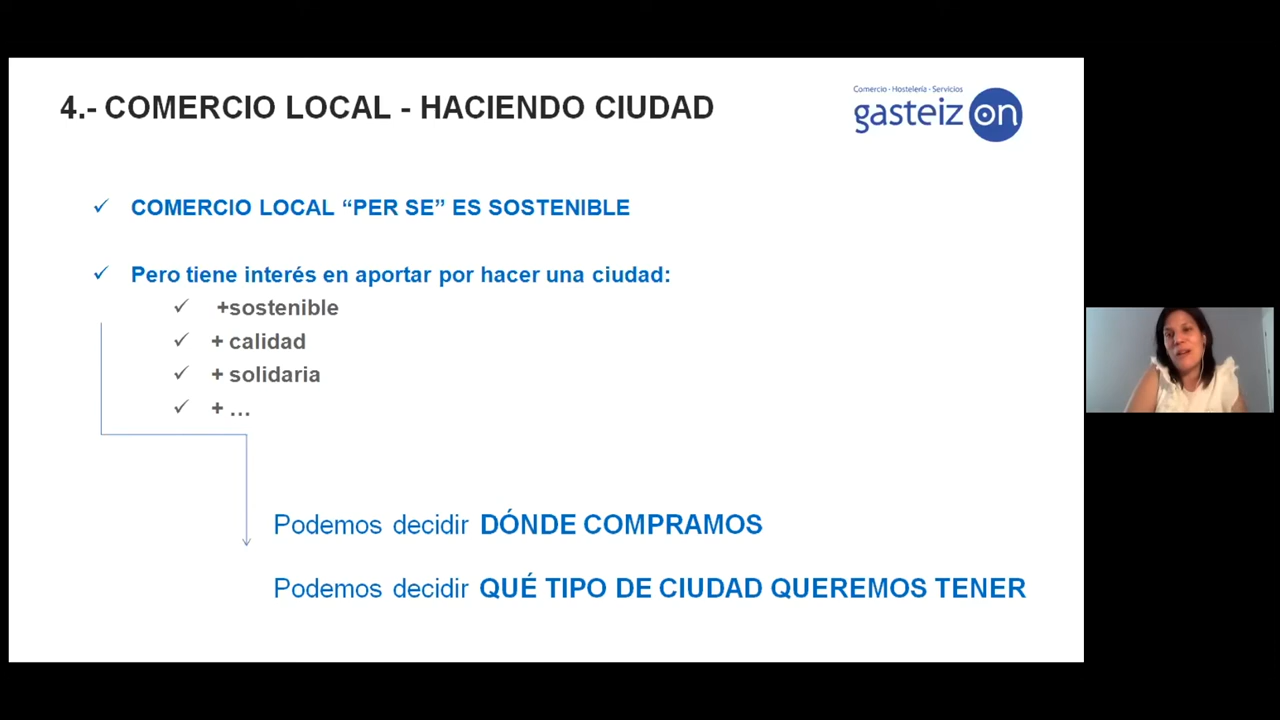 4.- COMERCIO LOCAL - HACIENDO CIUDAD
Comercio · Hostelería · Servicios
gasteiz on
COMERCIO LOCAL “PER SE” ES SOSTENIBLE
Pero tiene interés en aportar por hacer una ciudad:
+sostenible
+ calidad
+ solidaria
+ ...
Podemos decidir DÓNDE COMPRAMOS
Podemos decidir QUÉ TIPO DE CIUDAD QUEREMOS TENER